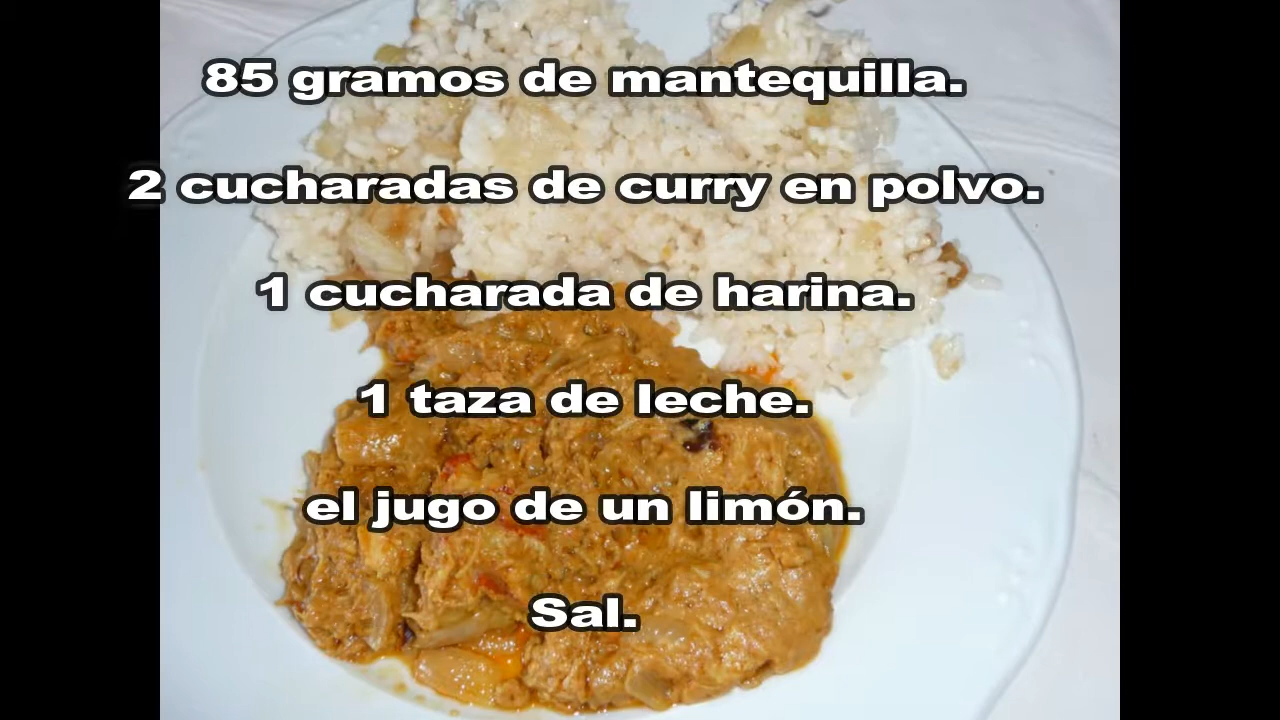 85 gramos de mantequilla.
2 cucharadas de curry en polvo.
1 cucharada de harina.
1 taza de leche.
el jugo de un limón.
Sal.